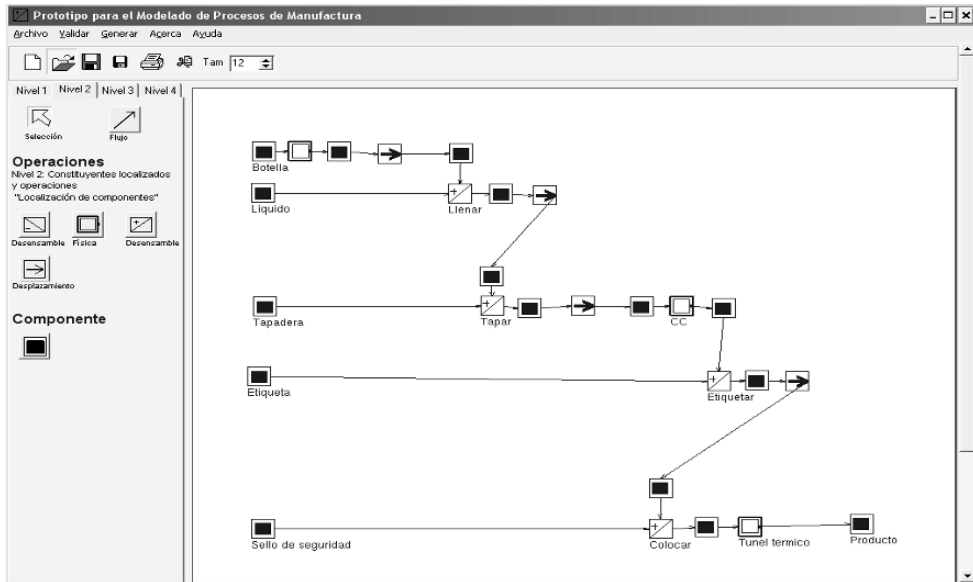 Prototipo para el Modelado de Procesos de Manufactura
Archivo Validar Generar Acerca Ayuda
Tam 12
Nivel 1 Nivel 2 Nivel 3 Nivel 4
Selección Flujo
Operaciones
Nivel 2: Constituyentes localizados
y operaciones
"Localización de componentes"
Desensamble Física Desensamble
Desplazamiento
Componente
Botella
Liquido
Llenar
Tapadera
Tapar
CC
Etiqueta
Etiquetar
Sello de seguridad
Colocar
Tunel termico
Producto